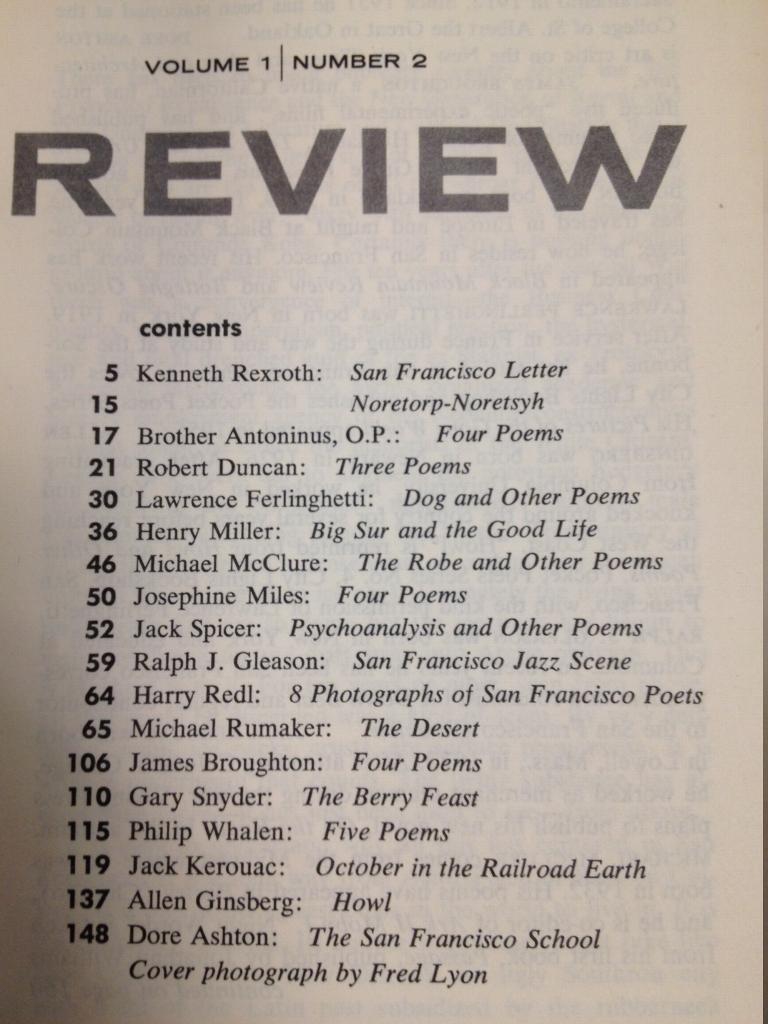 VOLUME 1 | NUMBER 2
REVIEW
contents
5 Kenneth Rexroth: San Francisco Letter
15 Noretorp-Noretsyh
17 Brother Antoninus, O.P.: Four Poems
21 Robert Duncan: Three Poems
30 Lawrence Ferlinghetti: Dog and Other Poems
36 Henry Miller: Big Sur and the Good Life
46 Michael McClure: The Robe and Other Poems
50 Josephine Miles: Four Poems
52 Jack Spicer: Psychoanalysis and Other Poems
59 Ralph J. Gleason: San Francisco Jazz Scene
64 Harry Redl: 8 Photographs of San Francisco Poets
65 Michael Rumaker: The Desert
106 James Broughton: Four Poems
110 Gary Snyder: The Berry Feast
115 Philip Whalen: Five Poems
119 Jack Kerouac: October in the Railroad Earth
137 Allen Ginsberg: Howl
148 Dore Ashton: The San Francisco School
Cover photograph by Fred Lyon